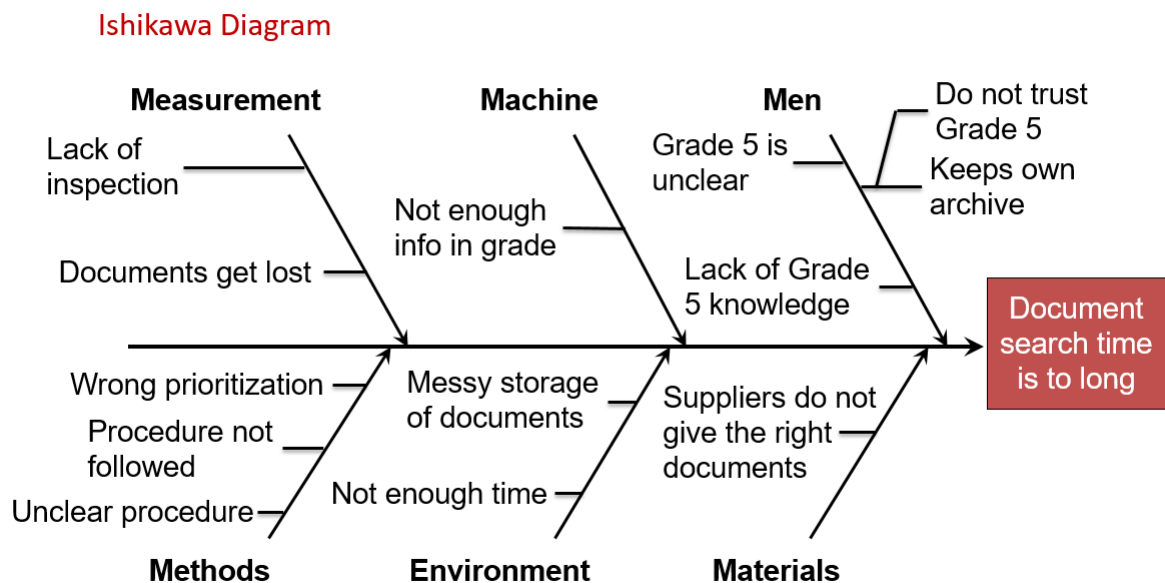 Ishikawa Diagram
Measurement
Machine
Men
Lack of
inspection
Documents get lost
Not enough
info in grade
Grade 5 is
unclear
Do not trust
Grade 5
Keeps own
archive
Lack of Grade
5 knowledge
Document
search time
is to long
Wrong prioritization
Procedure not
followed
Unclear procedure
Messy storage
of documents
Not enough time
Suppliers do not
give the right
documents
Methods
Environment
Materials